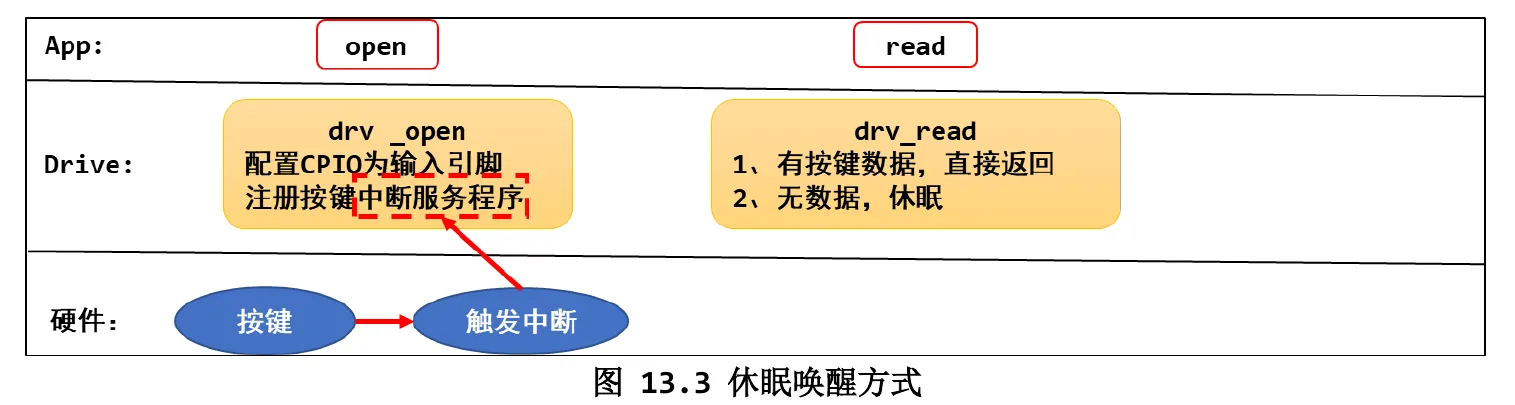 App:
open
read
Drive:
drv _open
配置CPIO为输入引脚
注册按键中断服务程序
drv_read
1、有按键数据，直接返回
2、无数据，休眠
硬件：
按键
触发中断
图 13.3 休眠唤醒方式